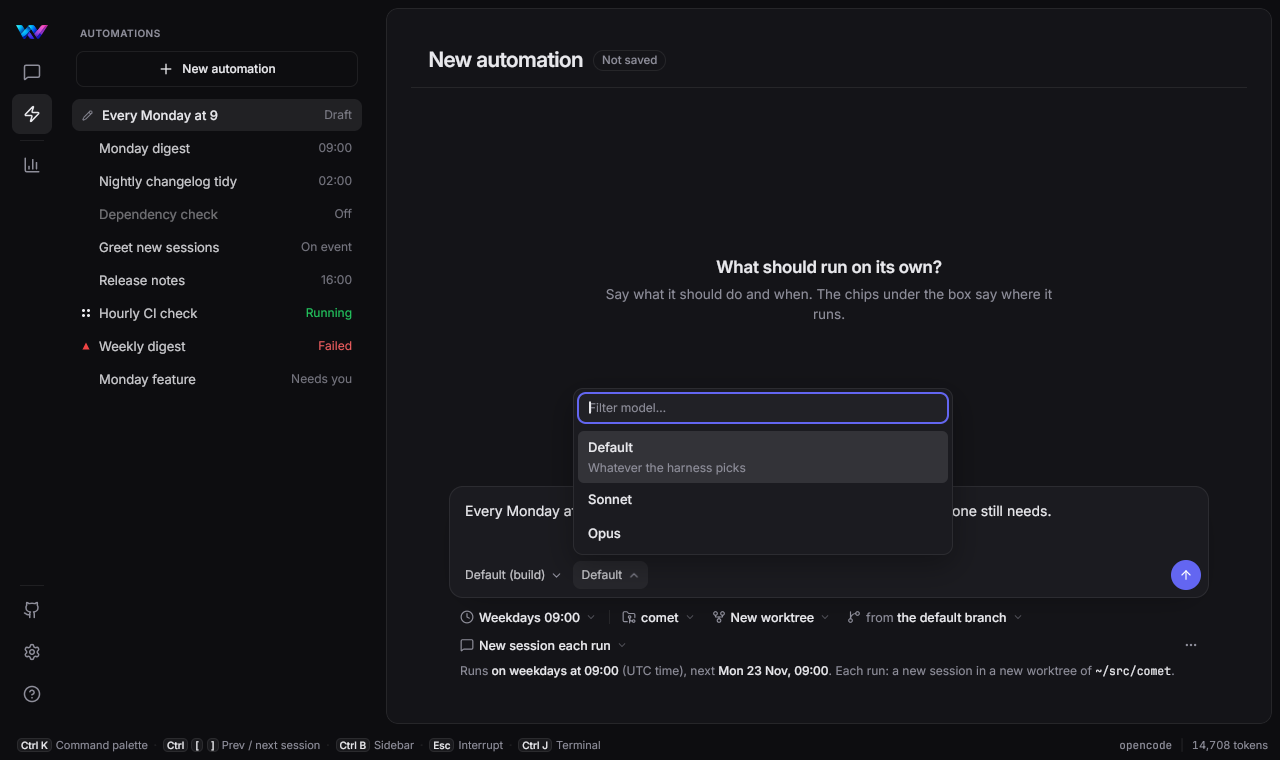 AUTOMATIONS
New automation
Every Monday at 9 Draft
Monday digest 09:00
Nightly changelog tidy 02:00
Dependency check Off
Greet new sessions On event
Release notes 16:00
Hourly CI check Running
Weekly digest Failed
Monday feature Needs you
New automation Not saved
What should run on its own?
Say what it should do and when. The chips under the box say where it
runs.
Filter model...
Default
Whatever the harness picks
Sonnet
Opus
Every Monday at one still needs.
Default (build) Default
Weekdays 09:00 comet New worktree from the default branch
New session each run
Runs on weekdays at 09:00 (UTC time), next Mon 23 Nov, 09:00. Each run: a new session in a new worktree of ~/src/comet.
Ctrl K Command palette · Ctrl [ ] Prev / next session · Ctrl B Sidebar · Esc Interrupt · Ctrl J Terminal
opencode 14,708 tokens